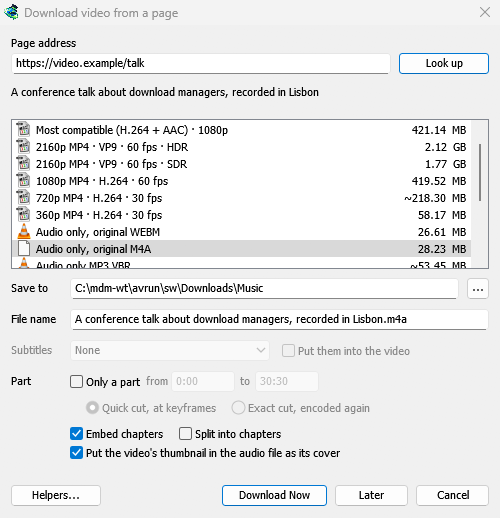 Download video from a page
Page address
https://video.example/talk
Look up
A conference talk about download managers, recorded in Lisbon
Most compatible (H.264 + AAC) · 1080p 421.14 MB
2160p MP4 · VP9 · 60 fps · HDR 2.12 GB
2160p MP4 · VP9 · 60 fps · SDR 1.77 GB
1080p MP4 · H.264 · 60 fps 419.52 MB
720p MP4 · H.264 · 30 fps ~218.30 MB
360p MP4 · H.264 · 30 fps 58.17 MB
Audio only, original WEBM 26.61 MB
Audio only, original M4A 28.23 MB
Audio only MP3 VBR ~53.45 MB
Save to C:\mdm-wt\avrun\sw\Downloads\Music ...
File name A conference talk about download managers, recorded in Lisbon.m4a
Subtitles None Put them into the video
Part Only a part from 0:00 to 30:30
Quick cut, at keyframes Exact cut, encoded again
Embed chapters Split into chapters
Put the video's thumbnail in the audio file as its cover
Helpers... Download Now Later Cancel